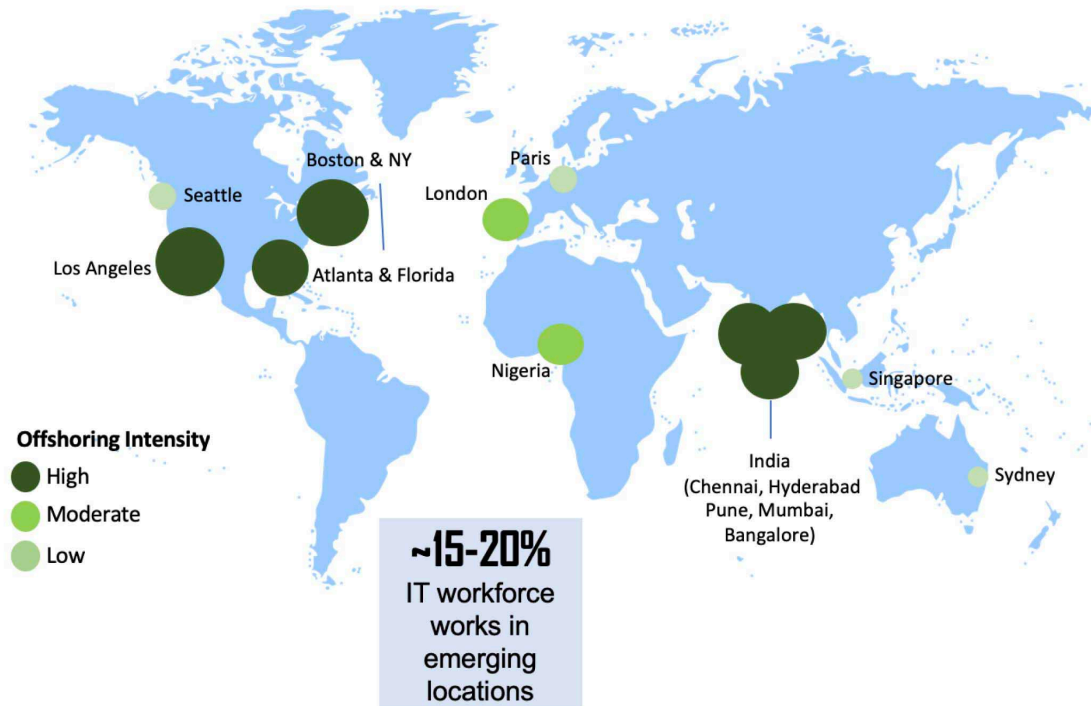 Boston & NY
Paris
Seattle
London
Los Angeles
Atlanta & Florida
Nigeria
Singapore
Offshoring Intensity
High
Moderate
Low
India
(Chennai, Hyderabad
Pune, Mumbai,
Bangalore)
Sydney
~15-20%
IT workforce
works in
emerging
locations